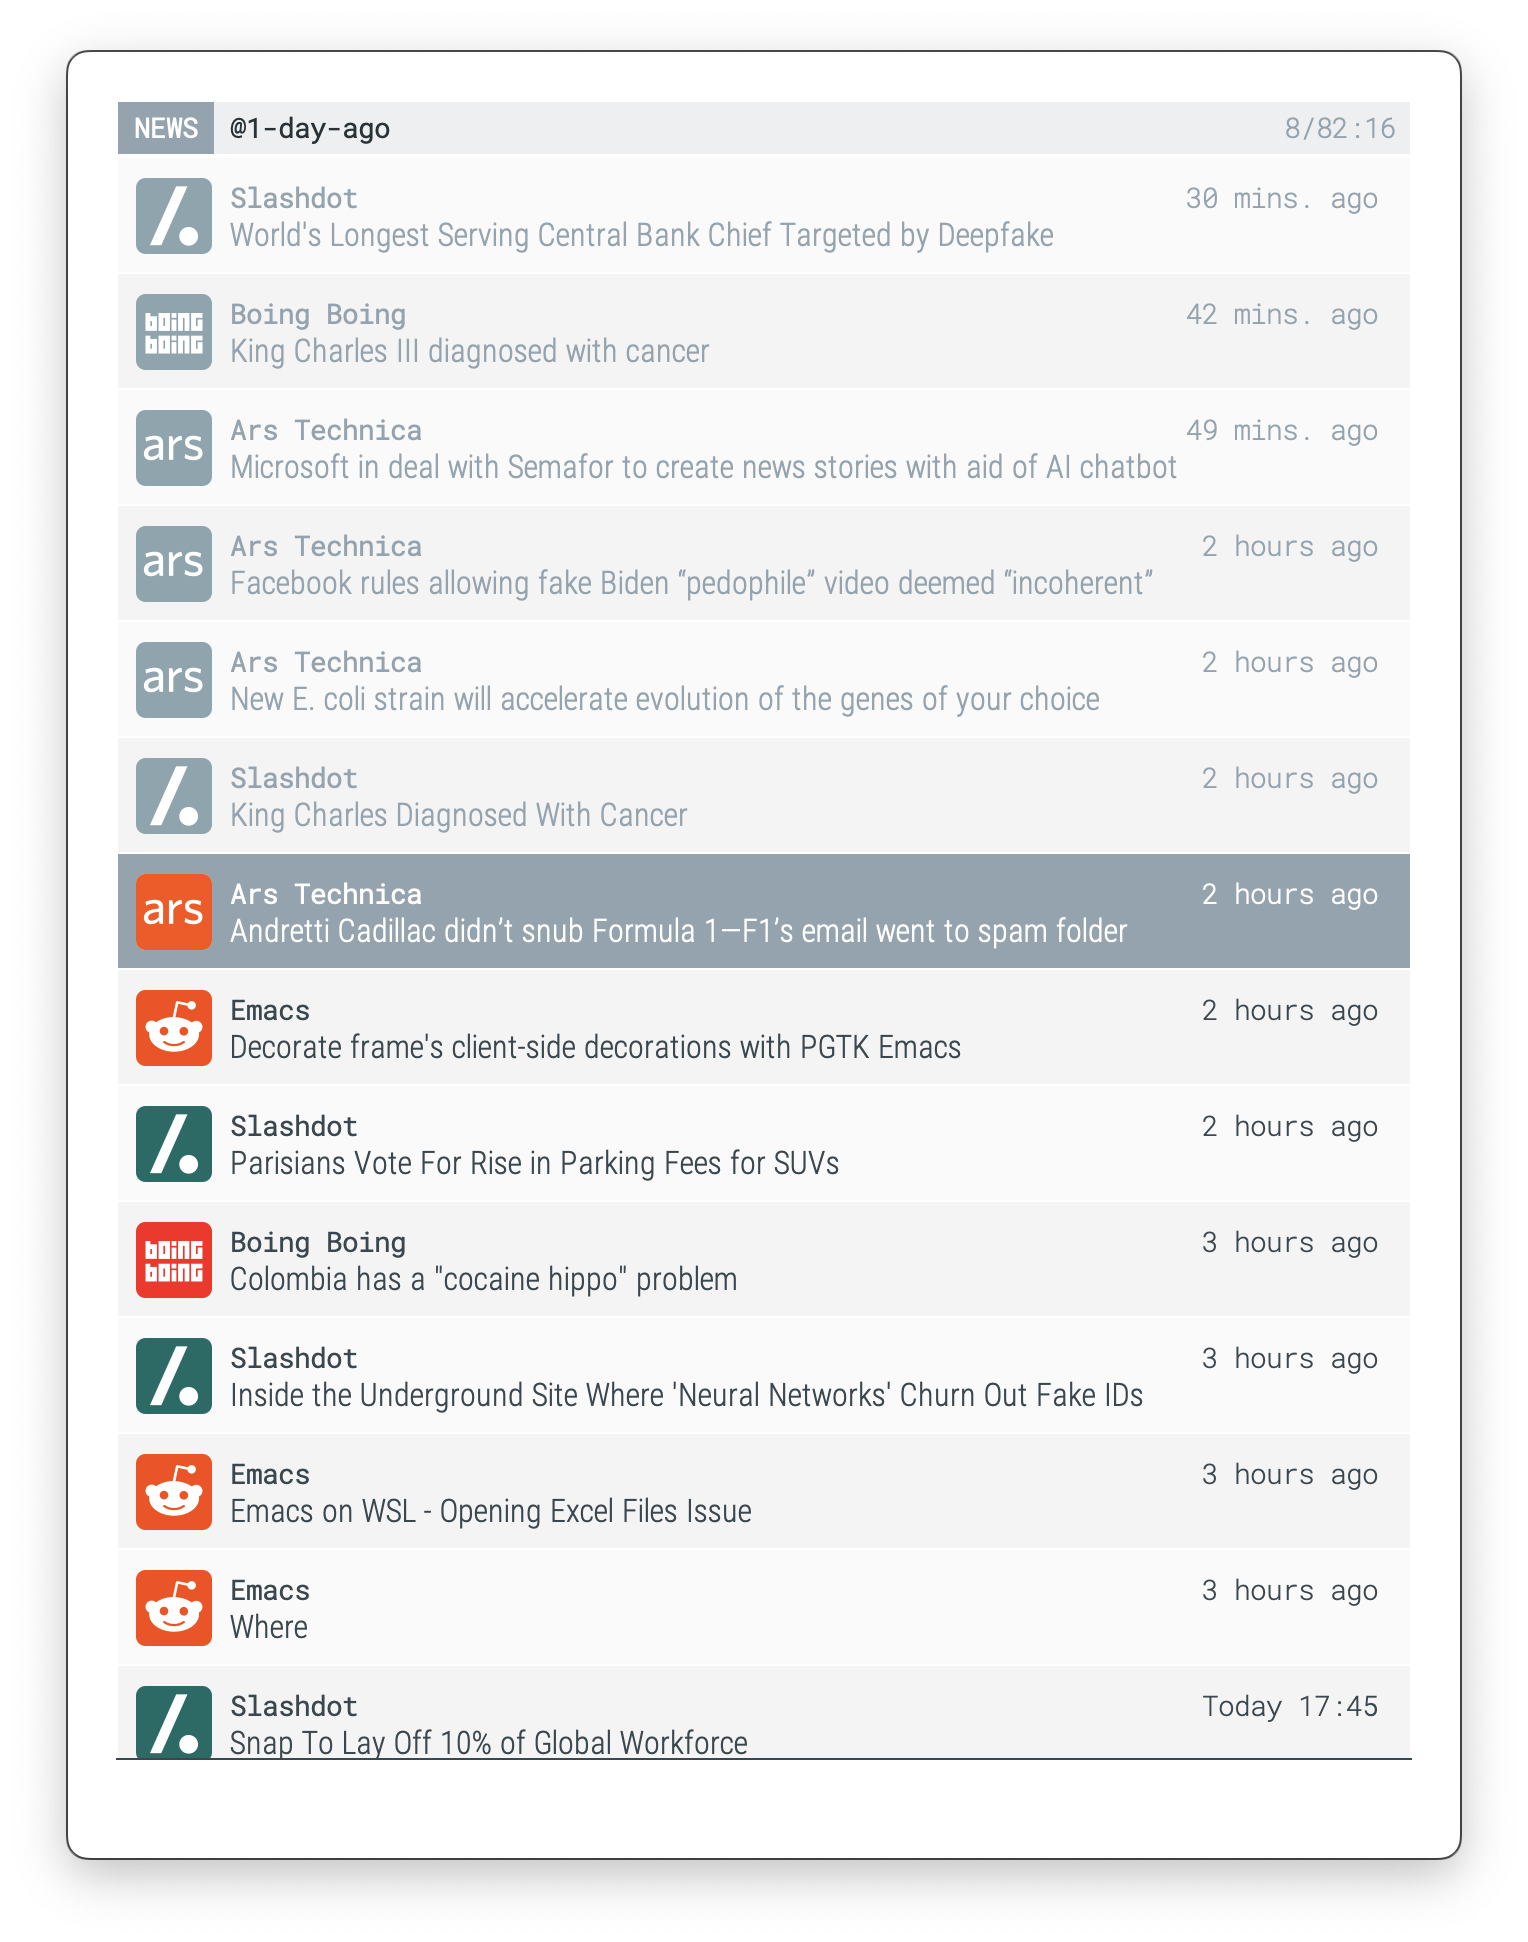 NEWS @1-day-ago 8/82:16
Slashdot 30 mins. ago
World's Longest Serving Central Bank Chief Targeted by Deepfake
boing boing
Boing Boing 42 mins. ago
King Charles III diagnosed with cancer
ars
Ars Technica 49 mins. ago
Microsoft in deal with Semafor to create news stories with aid of AI chatbot
ars
Ars Technica 2 hours ago
Facebook rules allowing fake Biden “pedophile” video deemed “incoherent”
ars
Ars Technica 2 hours ago
New E. coli strain will accelerate evolution of the genes of your choice
Slashdot 2 hours ago
King Charles Diagnosed With Cancer
ars
Ars Technica 2 hours ago
Andretti Cadillac didn’t snub Formula 1—F1’s email went to spam folder
Emacs 2 hours ago
Decorate frame's client-side decorations with PGTK Emacs
Slashdot 2 hours ago
Parisians Vote For Rise in Parking Fees for SUVs
boing boing
Boing Boing 3 hours ago
Colombia has a "cocaine hippo" problem
Slashdot 3 hours ago
Inside the Underground Site Where 'Neural Networks' Churn Out Fake IDs
Emacs 3 hours ago
Emacs on WSL - Opening Excel Files Issue
Emacs 3 hours ago
Where
Slashdot Today 17:45
Snap To Lay Off 10% of Global Workforce